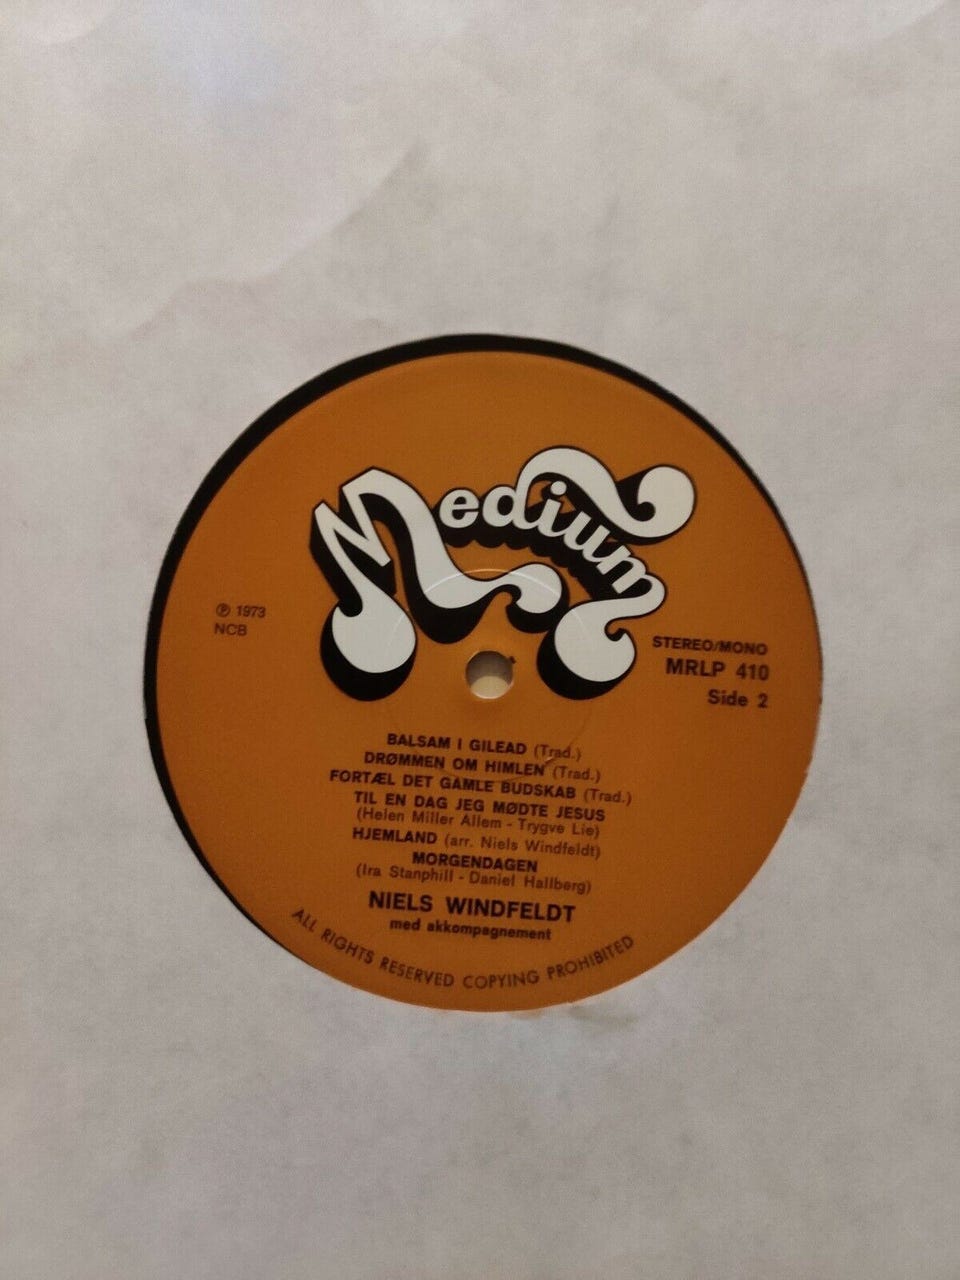 Medium
℗ 1973
NCB
STEREO/MONO
MRLP 410
Side 2
BALSAM I GILEAD (Trad.)
DRØMMEN OM HIMLEN (Trad.)
FORTÆL DET GAMLE BUDSKAB (Trad.)
TIL EN DAG JEG MØDTE JESUS
(Helen Miller Allem - Trygve Lie)
HJEMLAND (arr. Niels Windfeldt)
MORGENDAGEN
(Ira Stanphill - Daniel Hallberg)
NIELS WINDFELDT
med akkompagnement
ALL RIGHTS RESERVED COPYING PROHIBITED